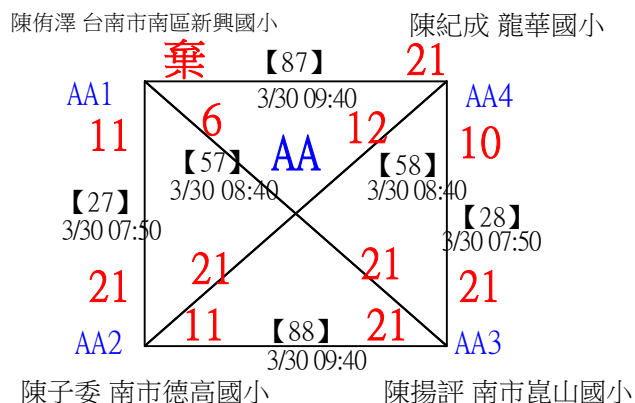 陳侑澤 台南市南區新興國小
陳紀成 龍華國小
棄
【87】
21
3/30 09:40
AA1
AA4
11
6
12
10
AA
【57】
【58】
3/30 08:40
3/30 08:40
【27】
【28】
3/30 07:50
3/30 07:50
21
21
21
21
11
【88】
21
AA2
AA3
3/30 09:40
陳子委 南市德高國小
陳揚評 南市崑山國小